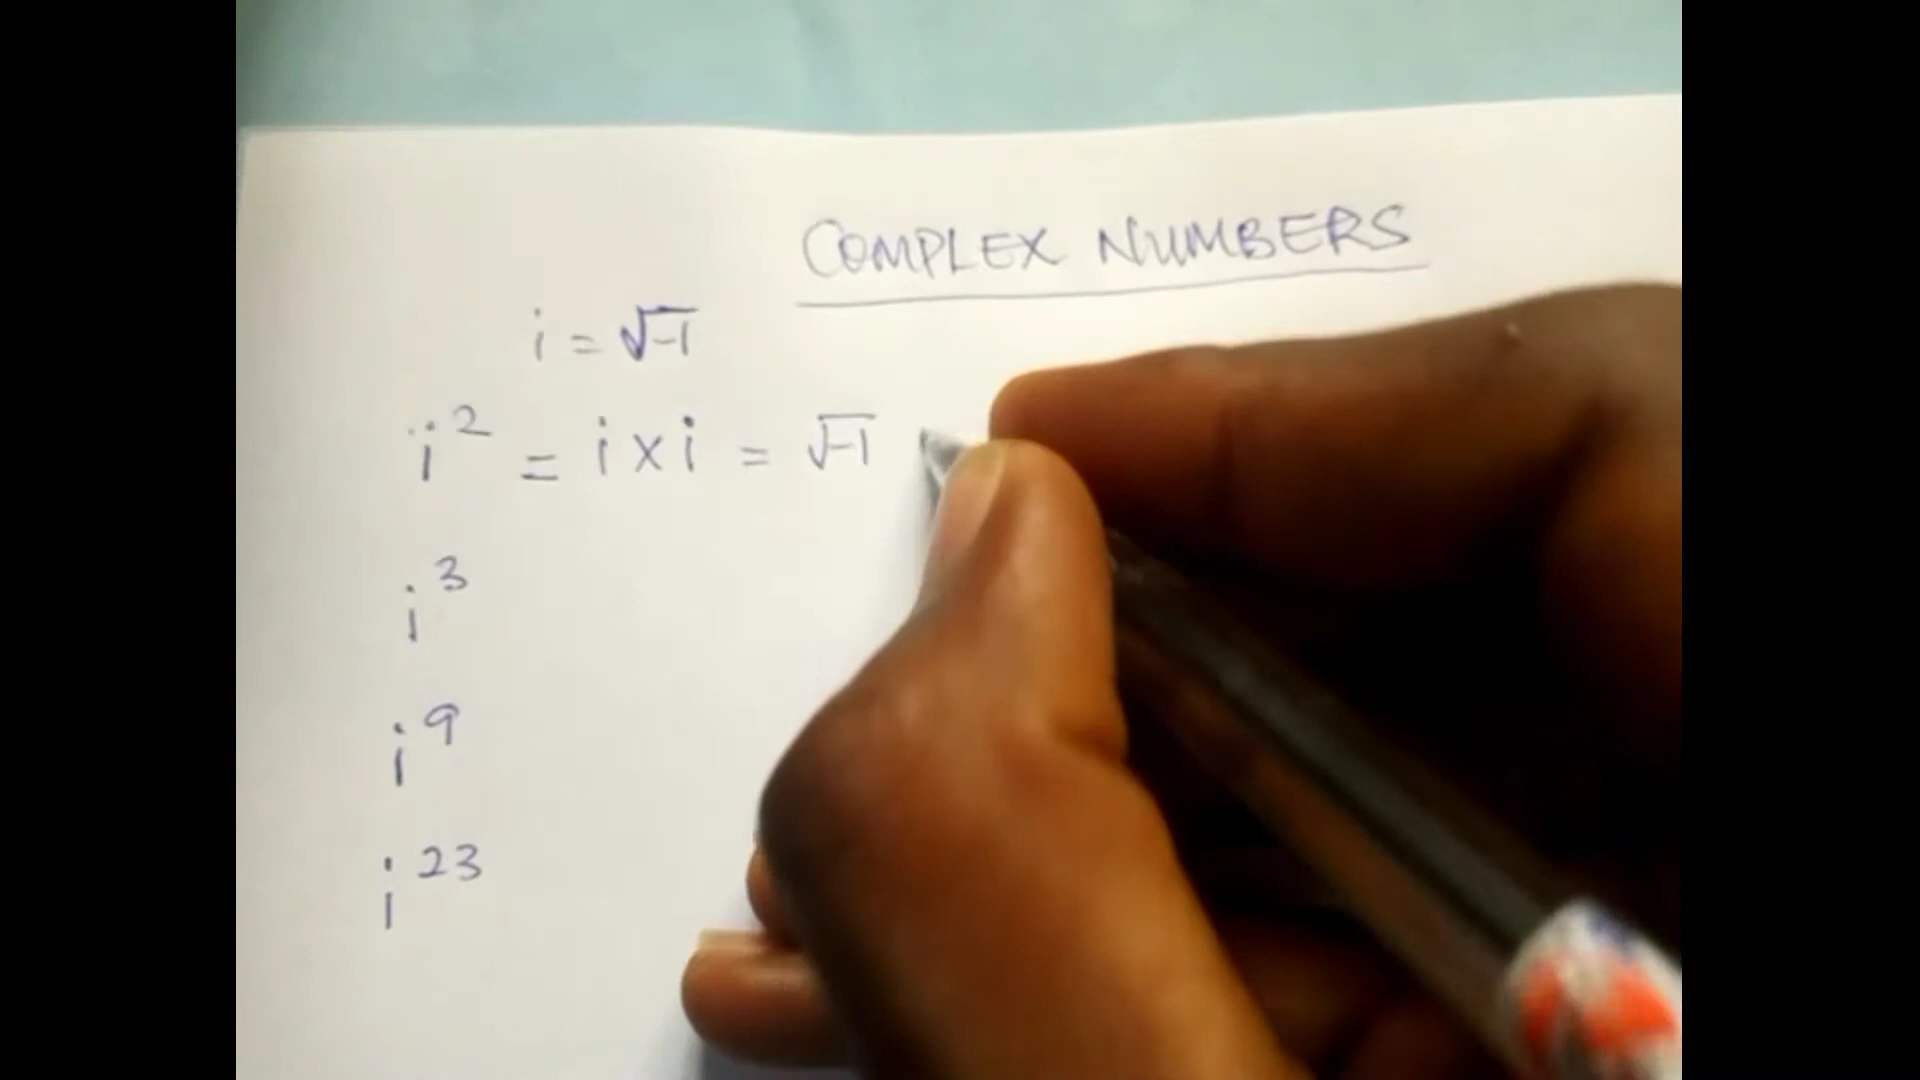 COMPLEX NUMBERS
i = √-1
i² = i × i = √-1
i³
i⁹
i²³